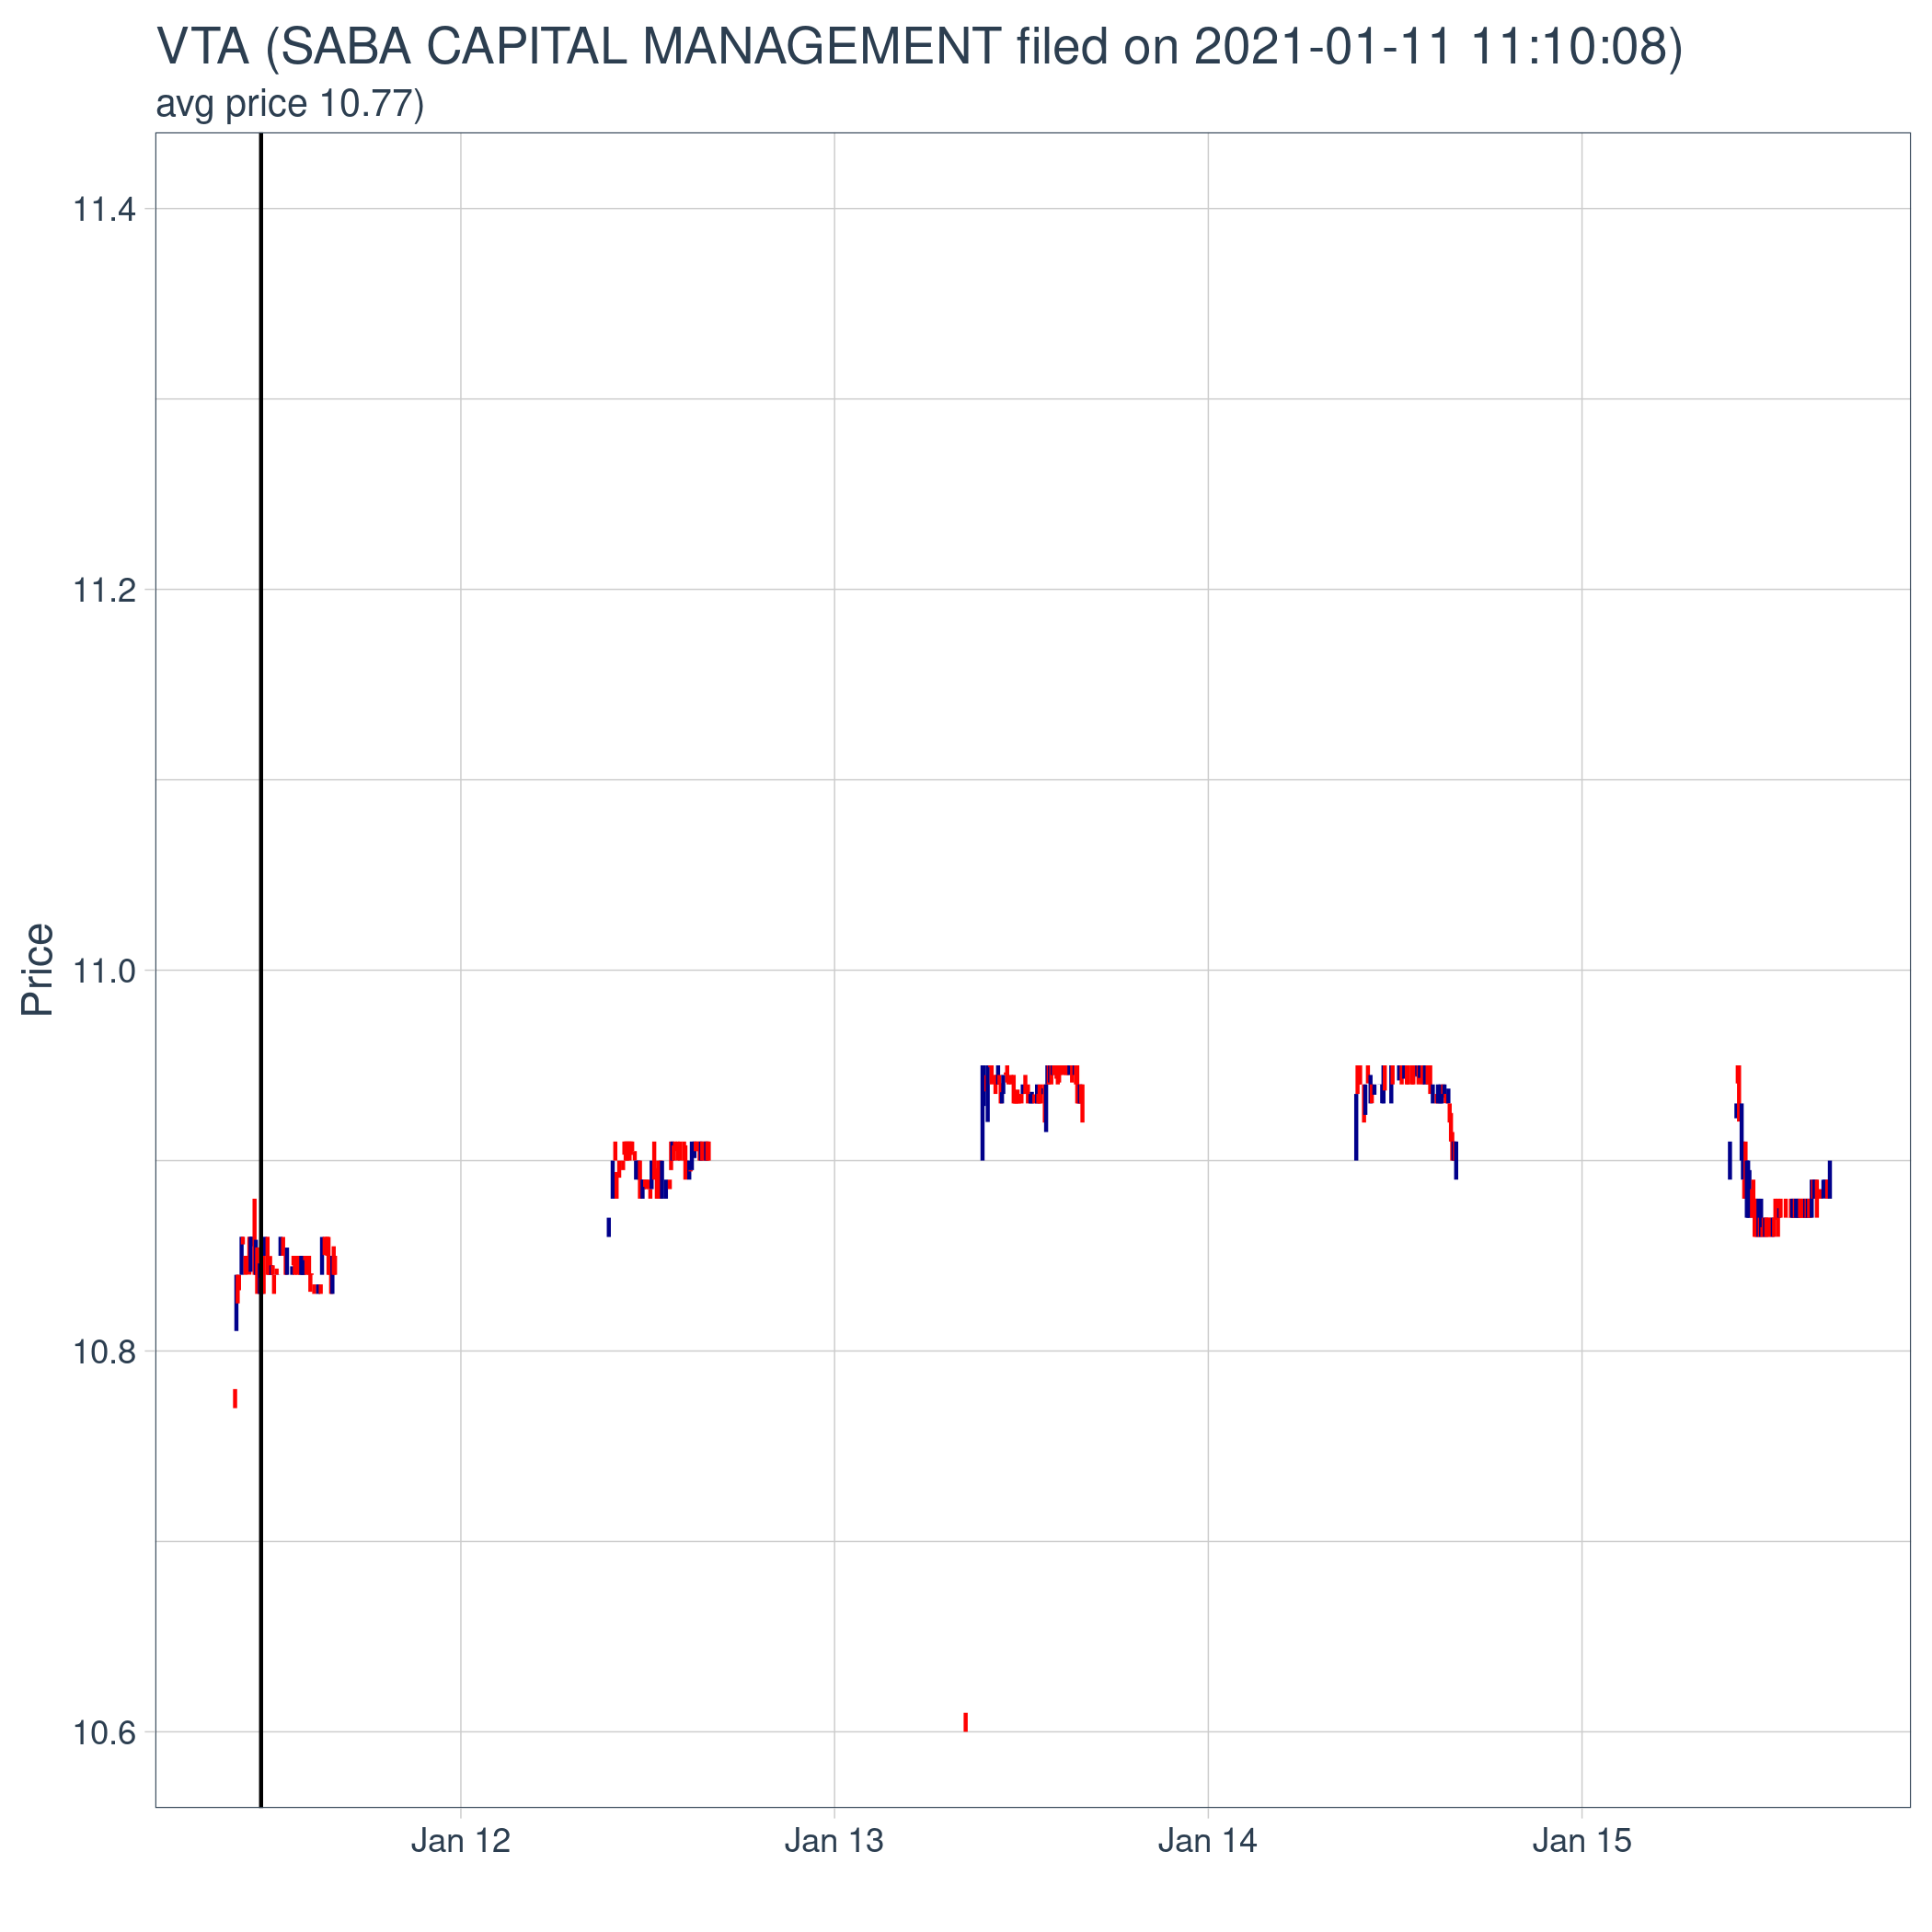 VTA (SABA CAPITAL MANAGEMENT filed on 2021-01-11 11:10:08)
avg price 10.77)
11.4
11.2
11.0
Price
10.8
10.6
Jan 12 Jan 13 Jan 14 Jan 15